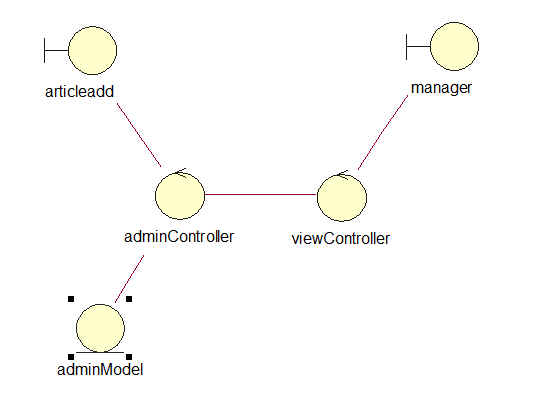 articleadd
manager
adminController
viewController
adminModel